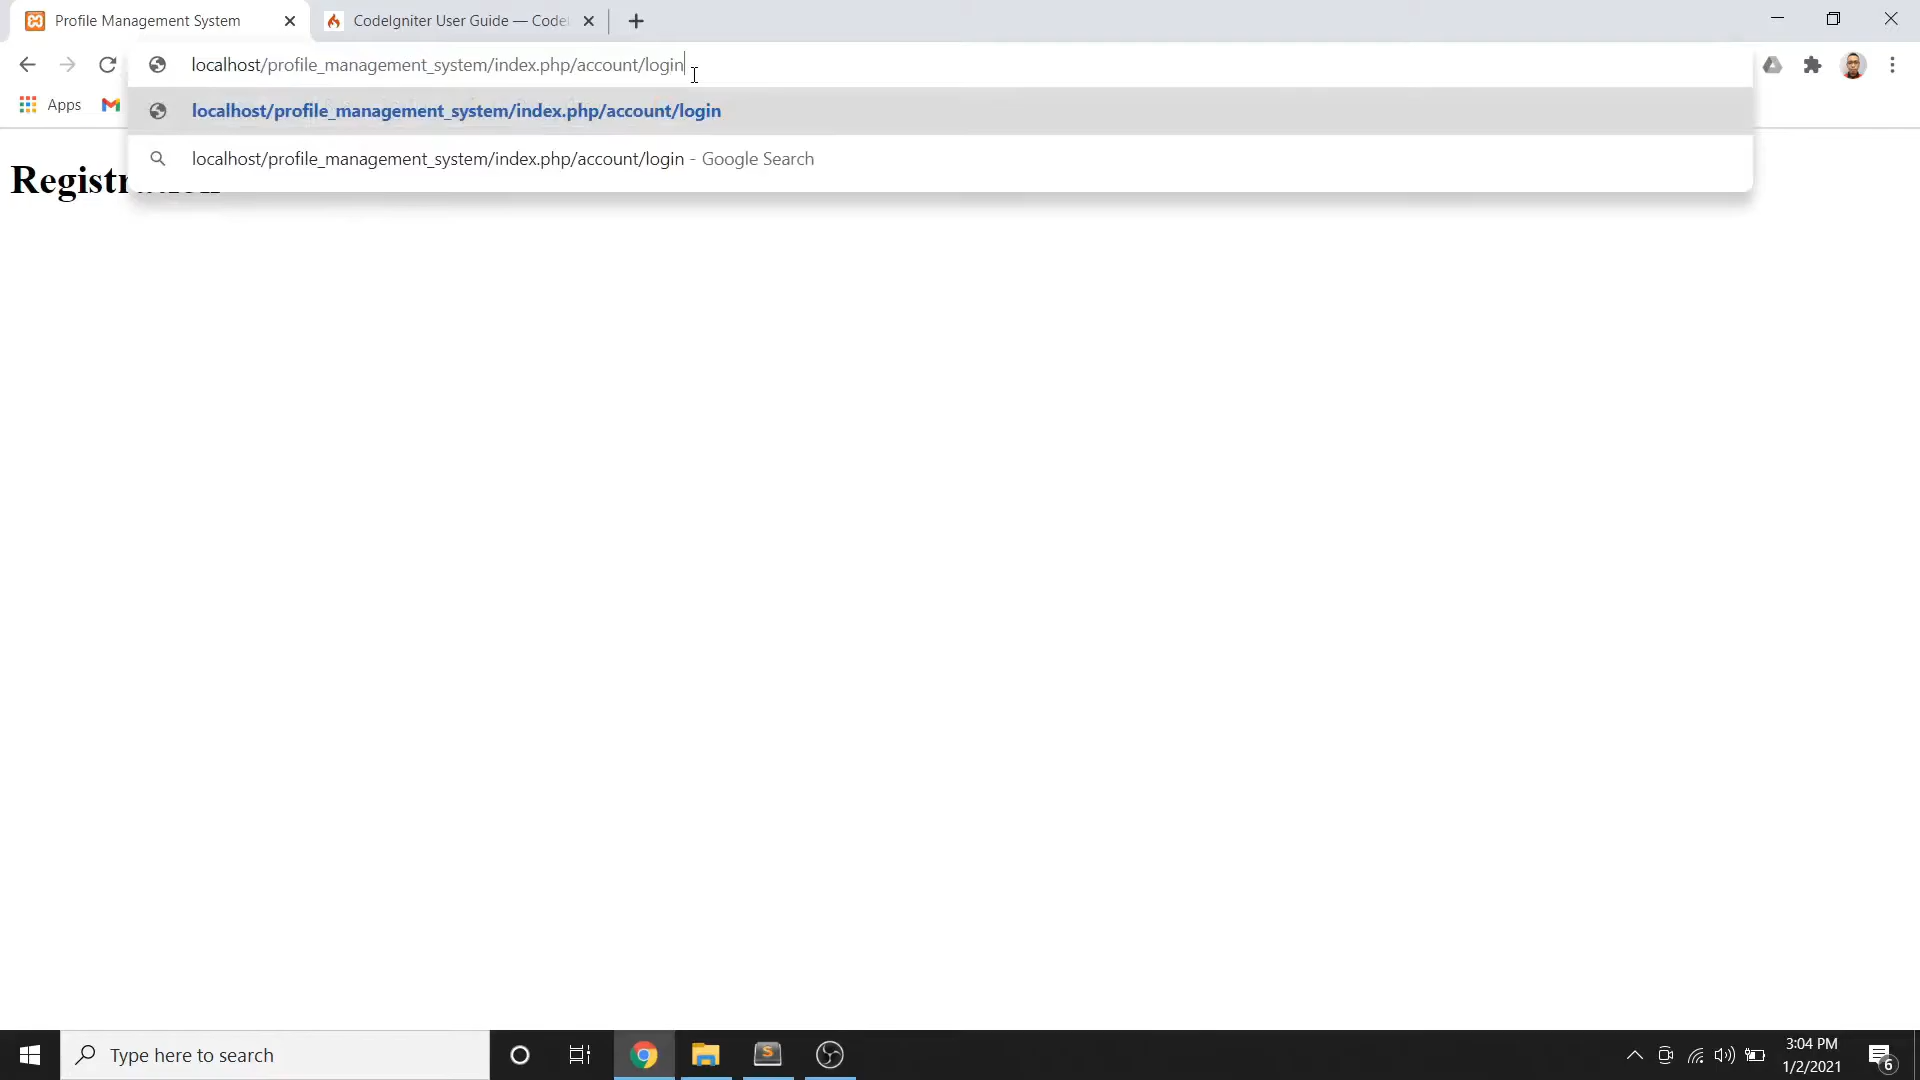 Profile Management System
CodeIgniter User Guide — Code
localhost/profile_management_system/index.php/account/login
Apps
localhost/profile_management_system/index.php/account/login
localhost/profile_management_system/index.php/account/login - Google Search
Registration
Type here to search
S
3:04 PM
1/2/2021
6